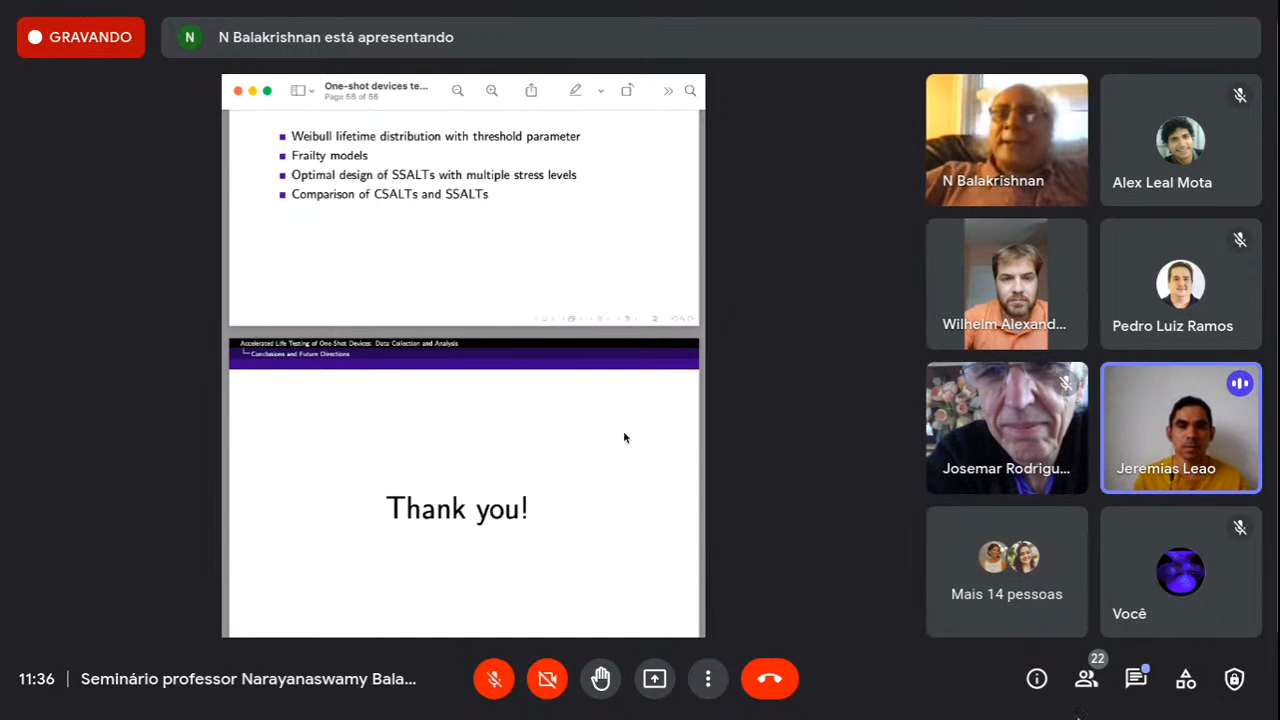 GRAVANDO
N
N Balakrishnan está apresentando
One-shot devices te...
Page 56 of 56
Weibull lifetime distribution with threshold parameter
Frailty models
Optimal design of SSALTs with multiple stress levels
Comparison of CSALTs and SSALTs
Accelerated Life Testing of One-Shot Devices: Data Collection and Analysis
Conclusions and Future Directions
Thank you!
N Balakrishnan
Alex Leal Mota
Wilhelm Alexand...
Pedro Luiz Ramos
Josemar Rodrigu...
Jeremias Leao
Mais 14 pessoas
Você
11:36
Seminário professor Narayanaswamy Bala...
22